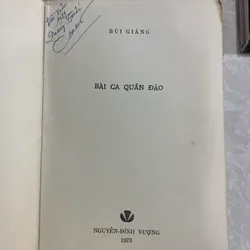 BÙI GIÁNG
BÀI CA QUẦN ĐẢO
NGUYỄN-ĐÌNH VƯỢNG
1973